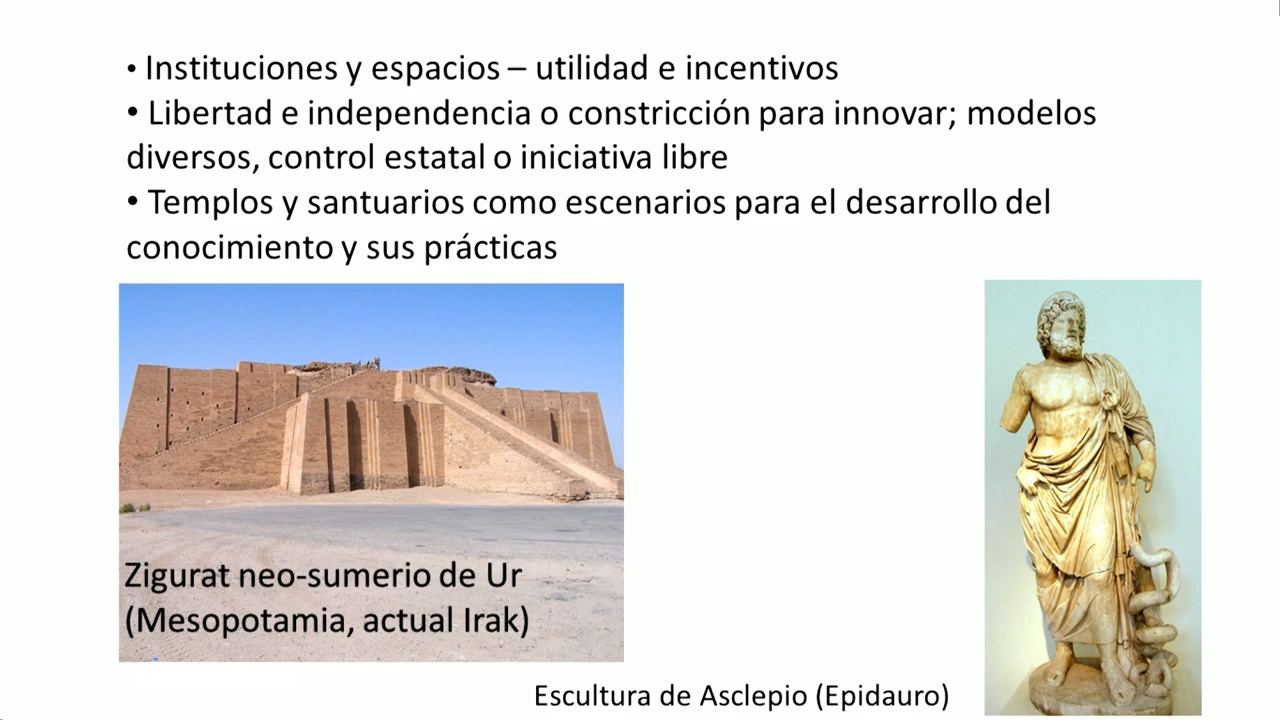 • Instituciones y espacios – utilidad e incentivos
• Libertad e independencia o constricción para innovar; modelos
diversos, control estatal o iniciativa libre
• Templos y santuarios como escenarios para el desarrollo del
conocimiento y sus prácticas
Zigurat neo-sumerio de Ur
(Mesopotamia, actual Irak)
Escultura de Asclepio (Epidauro)